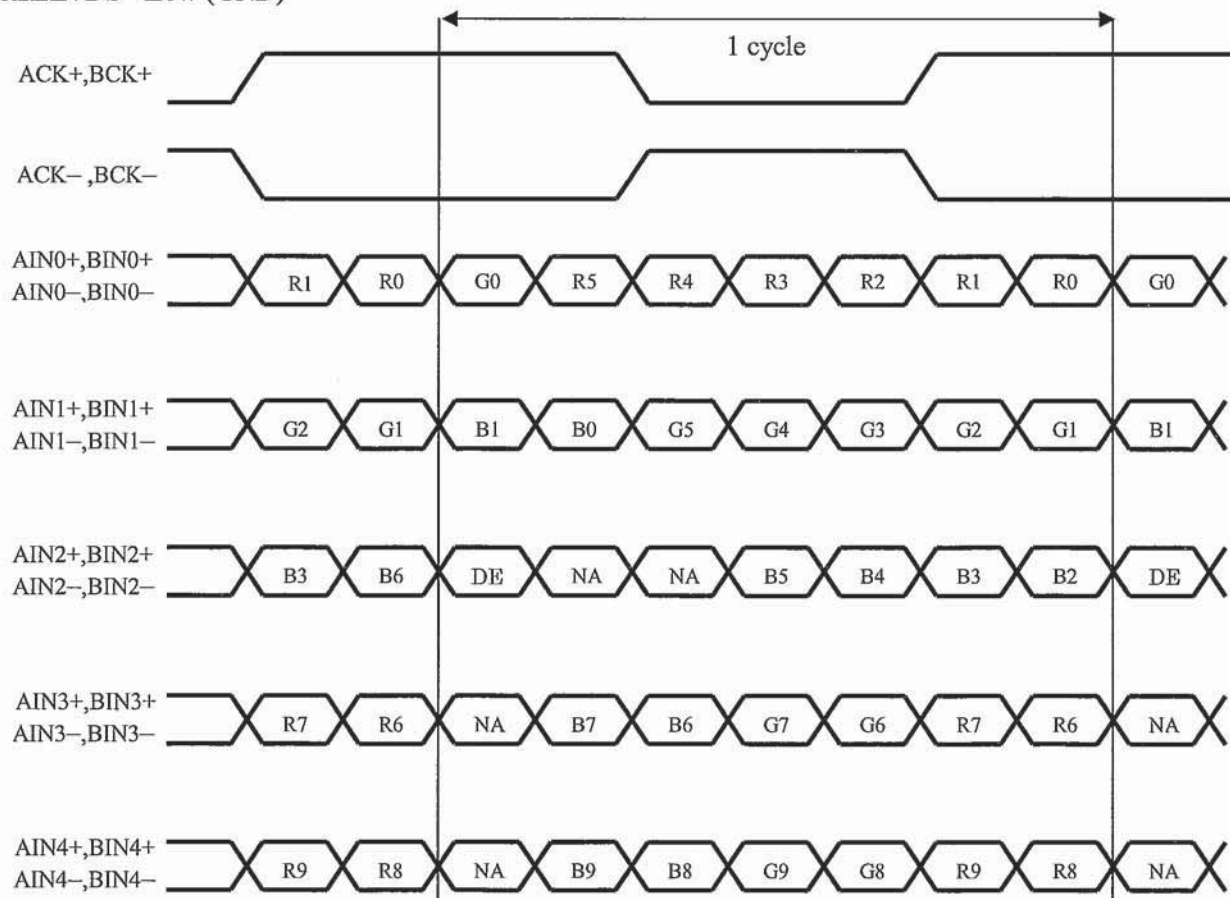 1 cycle
ACK+,BCK+
ACK– ,BCK–
AIN0+,BIN0+
AIN0–,BIN0–
R1 R0 G0 R5 R4 R3 R2 R1 R0 G0
AIN1+,BIN1+
AIN1–,BIN1–
G2 G1 B1 B0 G5 G4 G3 G2 G1 B1
AIN2+,BIN2+
AIN2–,BIN2–
B3 B6 DE NA NA B5 B4 B3 B2 DE
AIN3+,BIN3+
AIN3–,BIN3–
R7 R6 NA B7 B6 G7 G6 R7 R6 NA
AIN4+,BIN4+
AIN4–,BIN4–
R9 R8 NA B9 B8 G9 G8 R9 R8 NA